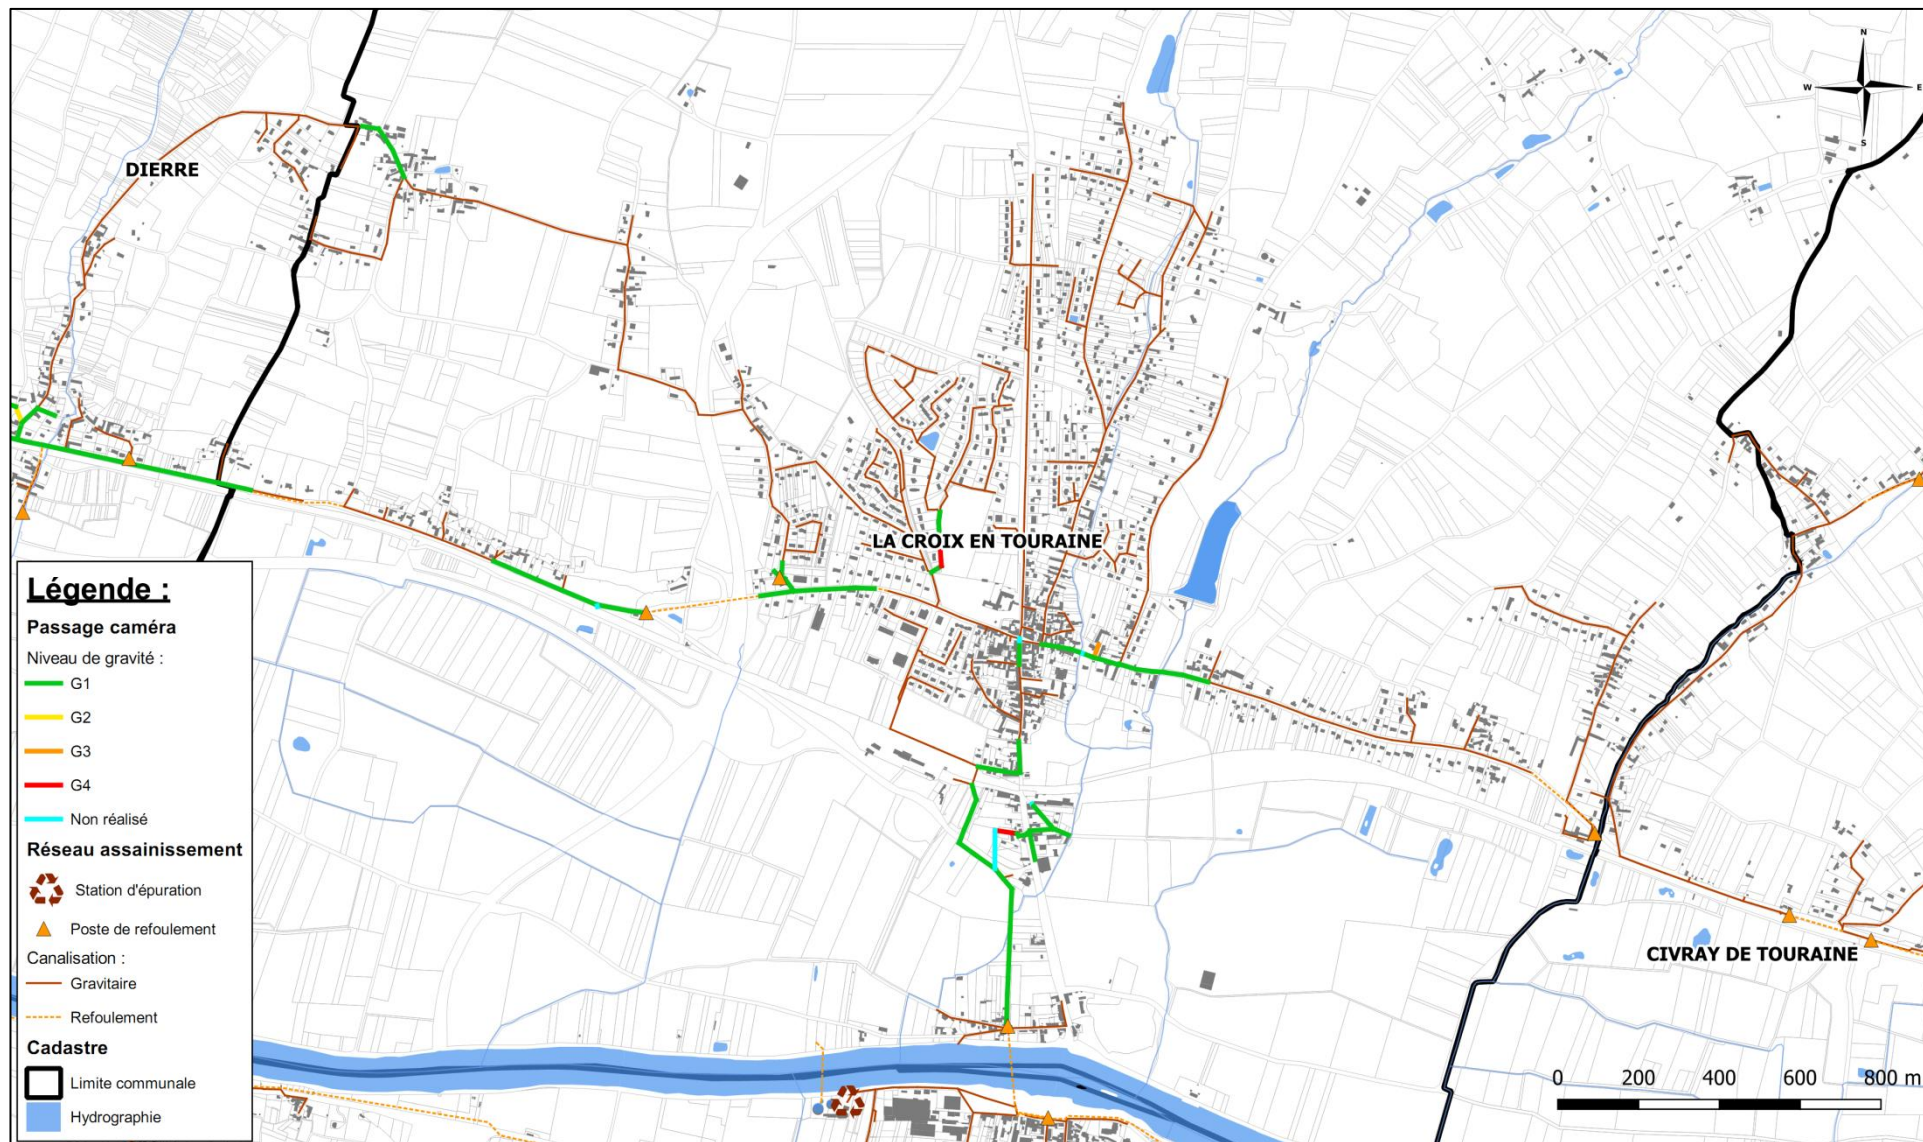 N
W
E
S
DIERRE
LA CROIX EN TOURAINE
CIVRAY DE TOURAINE
Légende :
Passage caméra
Niveau de gravité :
G1
G2
G3
G4
Non réalisé
Réseau assainissement
Station d'épuration
Poste de refoulement
Canalisation :
Gravitaire
Refoulement
Cadastre
Limite communale
Hydrographie
0 200 400 600 800 m